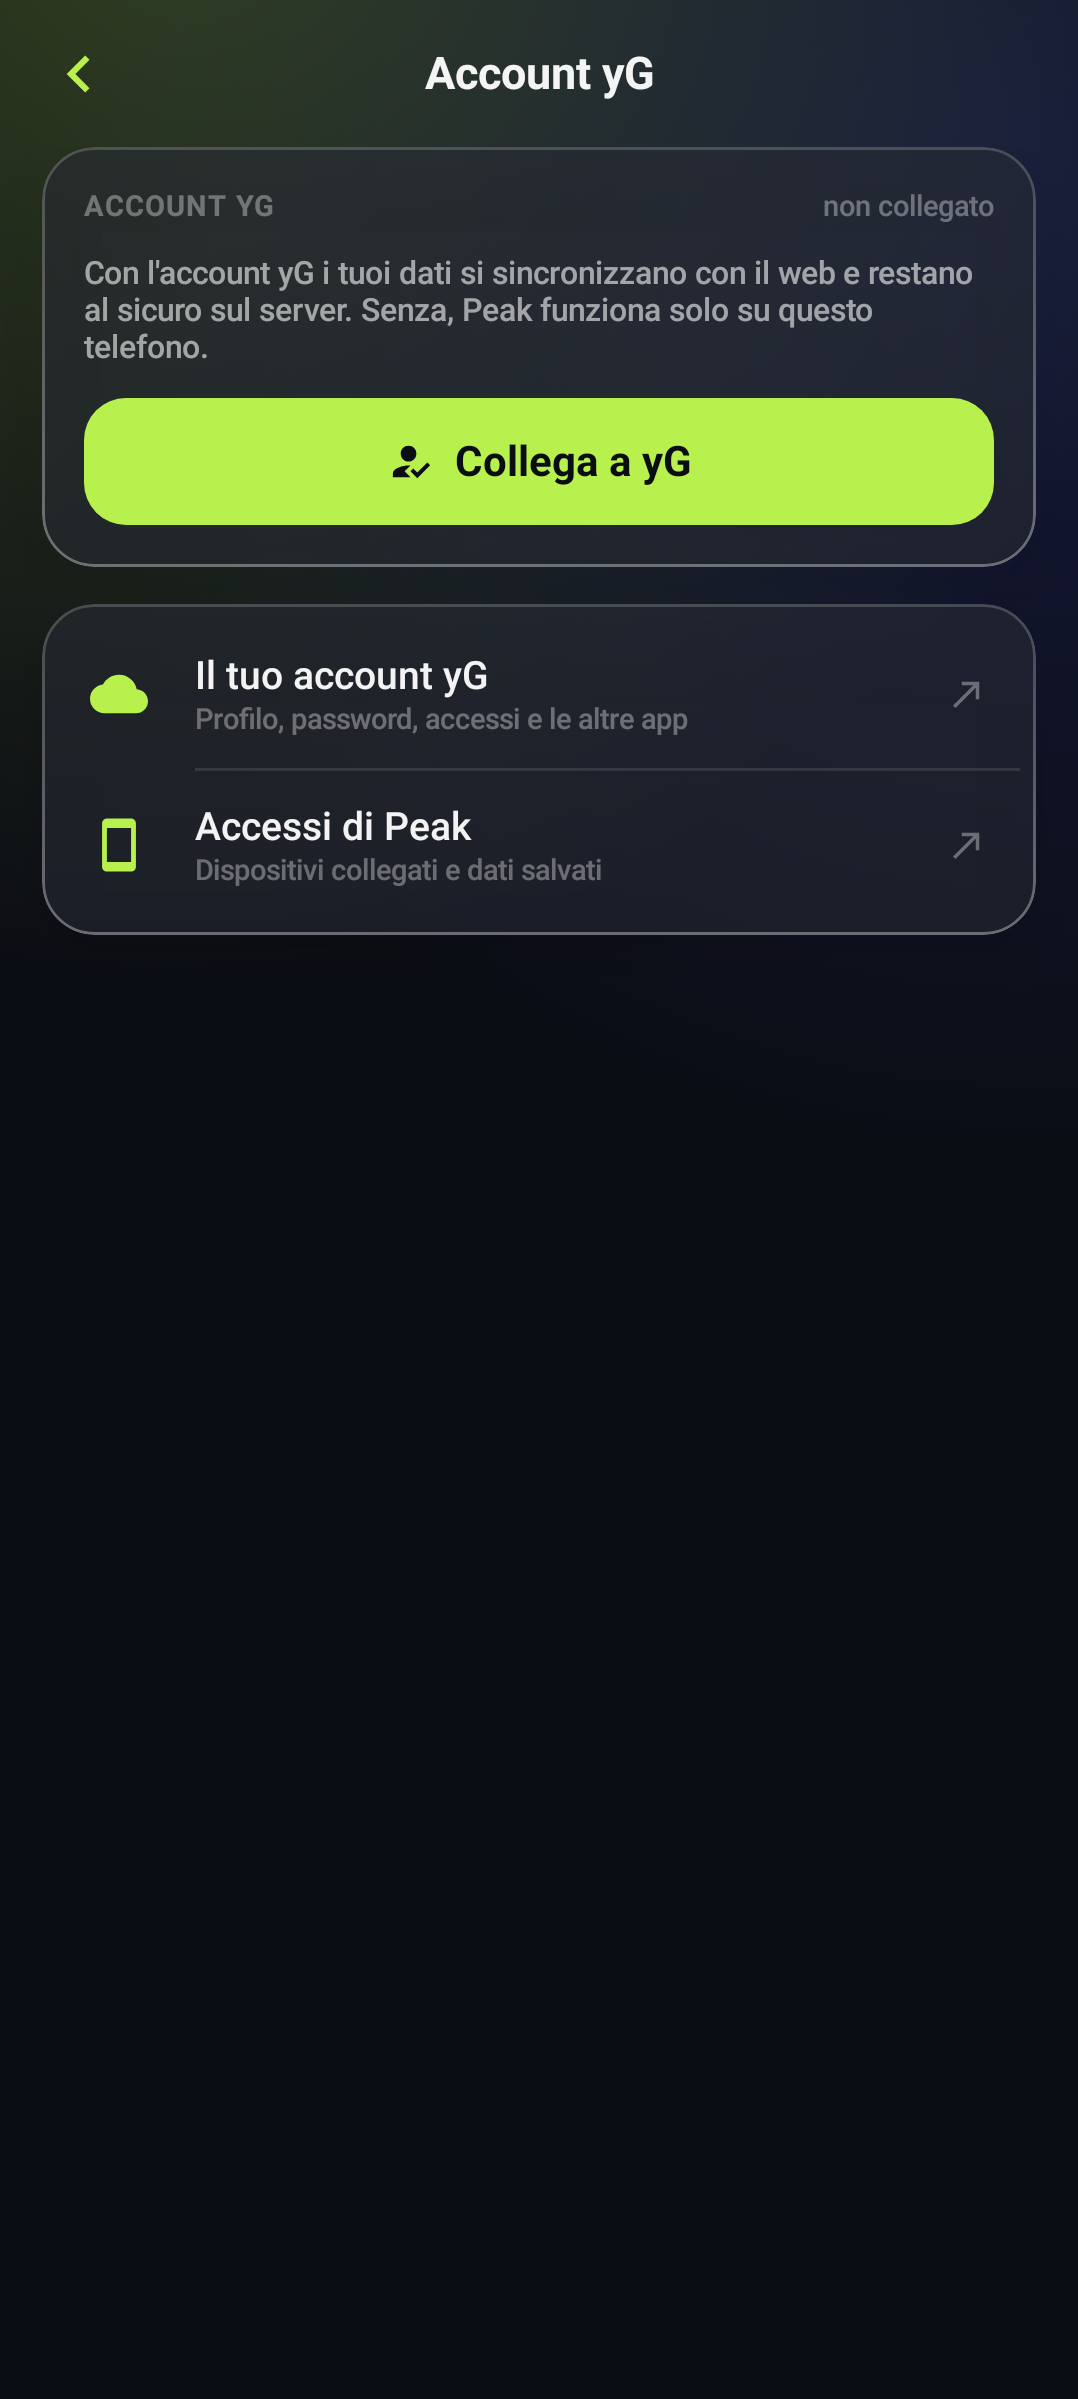 Account yG
ACCOUNT YG
non collegato
Con l'account yG i tuoi dati si sincronizzano con il web e restano
al sicuro sul server. Senza, Peak funziona solo su questo
telefono.
Collega a yG
Il tuo account yG
Profilo, password, accessi e le altre app
Accessi di Peak
Dispositivi collegati e dati salvati